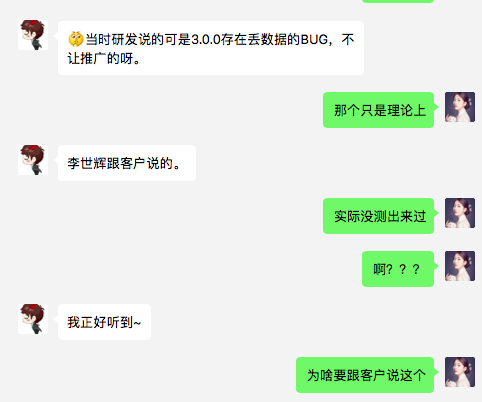 🤫当时研发说的可是3.0.0存在丢数据的BUG，不
让推广的呀。
那个只是理论上
李世辉跟客户说的。
实际没测出来过
啊？？？
我正好听到~
为啥要跟客户说这个